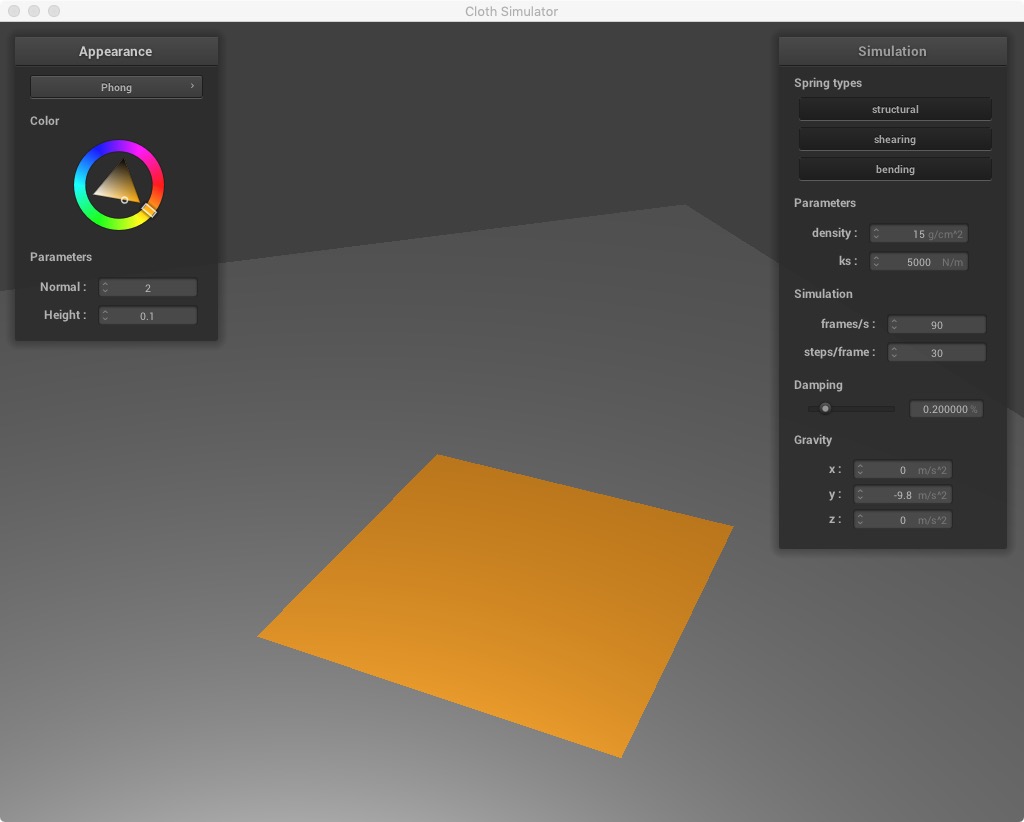 Cloth Simulator
Appearance
Phong
Color
Parameters
Normal : 2
Height : 0.1
Simulation
Spring types
structural
shearing
bending
Parameters
density : 15 g/cm^2
ks : 5000 N/m
Simulation
frames/s : 90
steps/frame : 30
Damping
0.200000 %
Gravity
x : 0 m/s^2
y : -9.8 m/s^2
z : 0 m/s^2